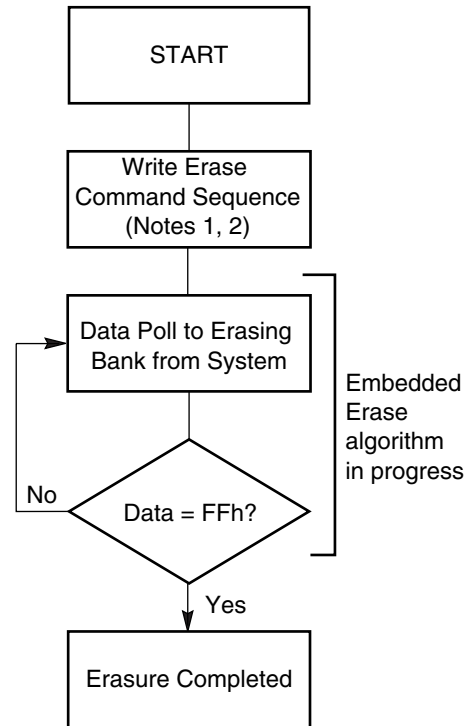 START
Write Erase
Command Sequence
(Notes 1, 2)
Data Poll to Erasing
Bank from System
Embedded
Erase
algorithm
in progress
No
Data = FFh?
Yes
Erasure Completed